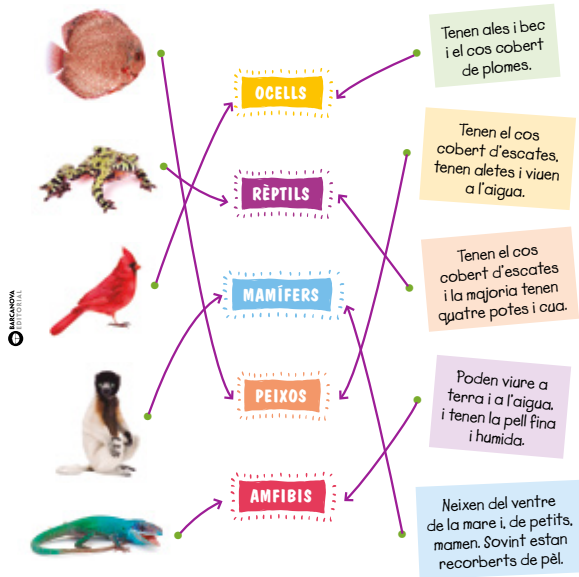 Tenen ales i bec
i el cos cobert
de plomes.
OCELLS
Tenen el cos
cobert d'escates,
tenen aletes i viuen
a l'aigua.
RÈPTILS
Tenen el cos
cobert d'escates
i la majoria tenen
quatre potes i cua.
MAMÍFERS
BARCANOVA
EDITORIAL
Poden viure a
terra i a l'aigua,
i tenen la pell fina
i humida.
PEIXOS
AMFIBIS
Neixen del ventre
de la mare i, de petits,
mamen. Sovint estan
recorberts de pèl.